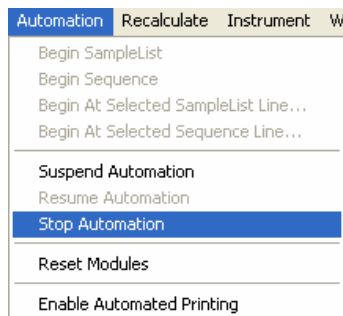 Automation Recalculate Instrument
Begin SampleList
Begin Sequence
Begin At Selected SampleList Line...
Begin At Selected Sequence Line...
Suspend Automation
Resume Automation
Stop Automation
Reset Modules
Enable Automated Printing